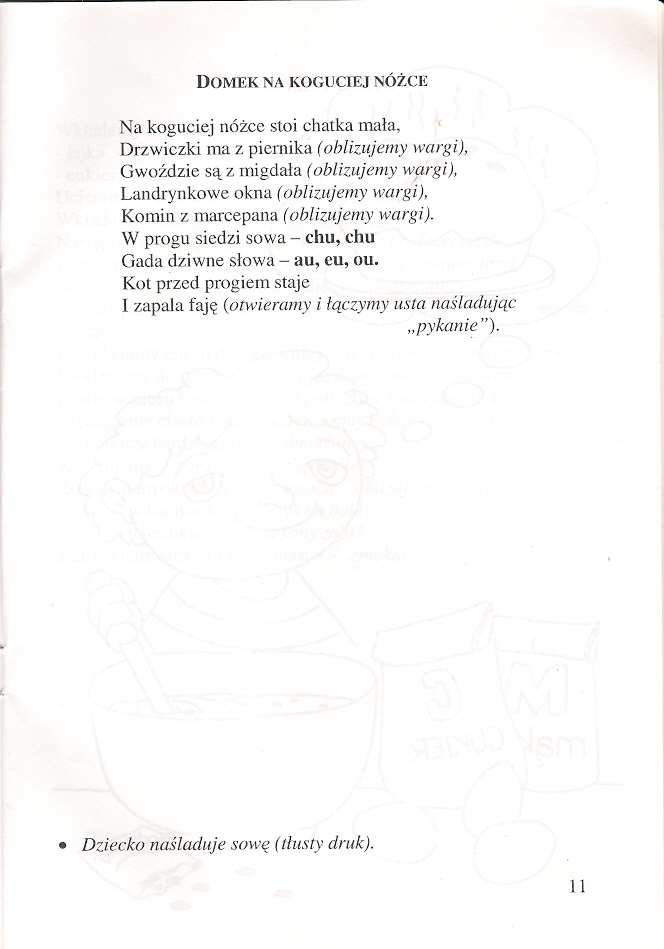 DOMEK NA KOGUCIEJ NÓŻCE
Na koguciej nóżce stoi chatka mała,
Drzwiczki ma z piernika (oblizujemy wargi),
Gwoździe są z migdała (oblizujemy wargi),
Landrynkowe okna (oblizujemy wargi),
Komin z marcepana (oblizujemy wargi).
W progu siedzi sowa – chu, chu
Gada dziwne słowa – au, eu, ou.
Kot przed progiem staje
I zapala faję (otwieramy i łączymy usta naśladując
„pykanie”).
• Dziecko naśladuje sowę (tłusty druk).
11